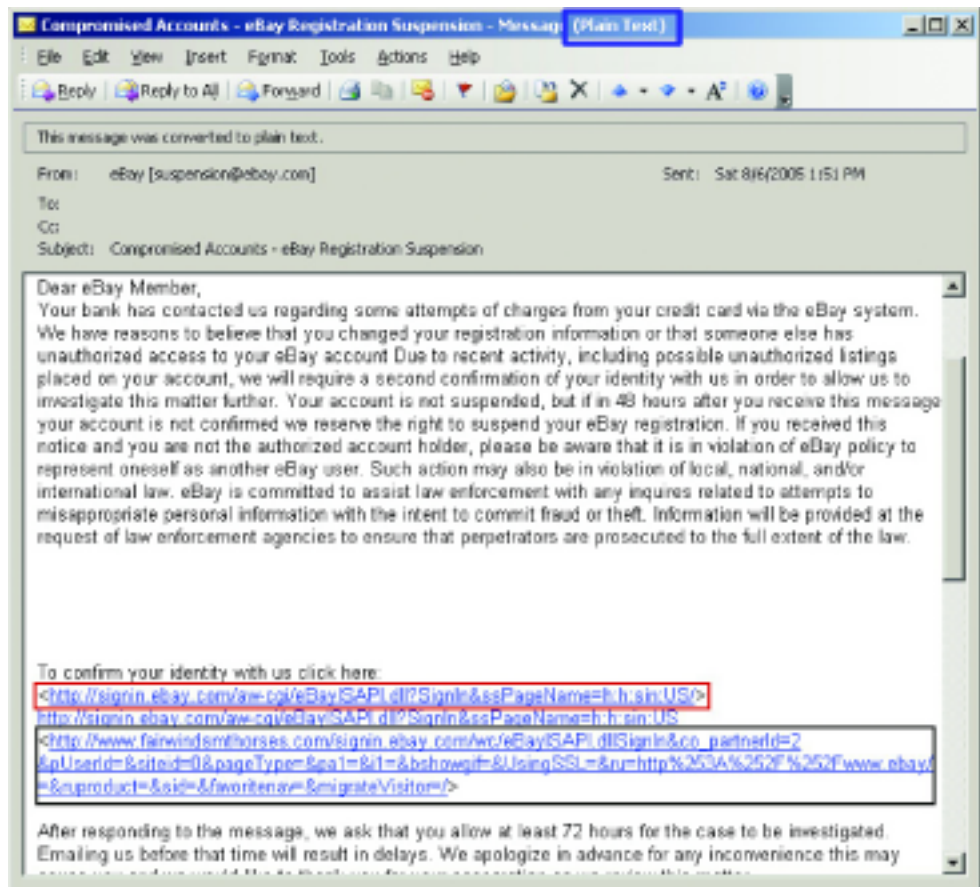 Compromised Accounts - eBay Registration Suspension - Message (Plain Text)
File Edit View Insert Format Tools Actions Help
Reply Reply to All Forward
This message was converted to plain text.
From: eBay [suspension@ebay.com] Sent: Sat 8/6/2005 1:51 PM
To:
Cc:
Subject: Compromised Accounts - eBay Registration Suspension
Dear eBay Member,
Your bank has contacted us regarding some attempts of charges from your credit card via the eBay system.
We have reasons to believe that you changed your registration information or that someone else has
unauthorized access to your eBay account Due to recent activity, including possible unauthorized listings
placed on your account, we will require a second confirmation of your identity with us in order to allow us to
investigate this matter further. Your account is not suspended, but if in 48 hours after you receive this message
your account is not confirmed we reserve the right to suspend your eBay registration. If you received this
notice and you are not the authorized account holder, please be aware that it is in violation of eBay policy to
represent oneself as another eBay user. Such action may also be in violation of local, national, and/or
international law. eBay is committed to assist law enforcement with any inquires related to attempts to
misappropriate personal information with the intent to commit fraud or theft. Information will be provided at the
request of law enforcement agencies to ensure that perpetrators are prosecuted to the full extent of the law.
To confirm your identity with us click here:
<http://signin.ebay.com/aw-cgi/eBayISAPI.dll?SignIn&ssPageName=h:h:sin:US/>
http://signin.ebay.com/aw-cgi/eBayISAPI.dll?SignIn&ssPageName=h:h:sin:US
<http://www.fairwindsmthorses.com/signin.ebay.com/wc/eBayISAPI.dllSignIn&co_partnerId=2
&pUserId=&siteid=0&pageType=&pa1=&i1=&bshowgif=&UsingSSL=&ru=http%253A%252F%252Fwww.ebay/
=&ruproduct=&sid=&favoritenav=&migrateVisitor=/>
After responding to the message, we ask that you allow at least 72 hours for the case to be investigated.
Emailing us before that time will result in delays. We apologize in advance for any inconvenience this may